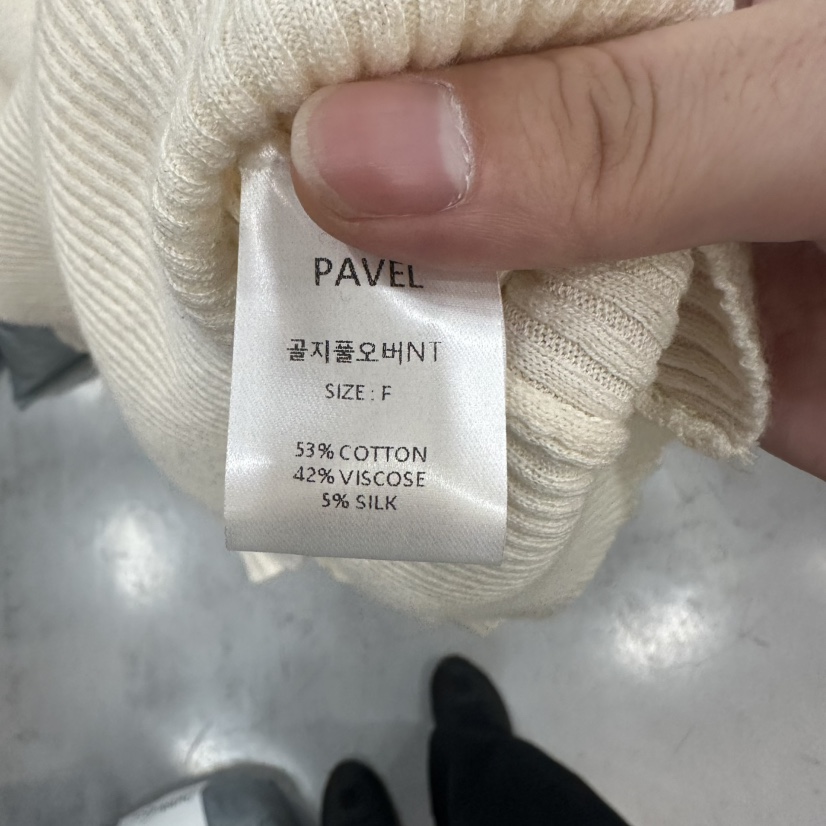 PAVEL
골지풀오버NT
SIZE : F
53% COTTON
42% VISCOSE
5% SILK